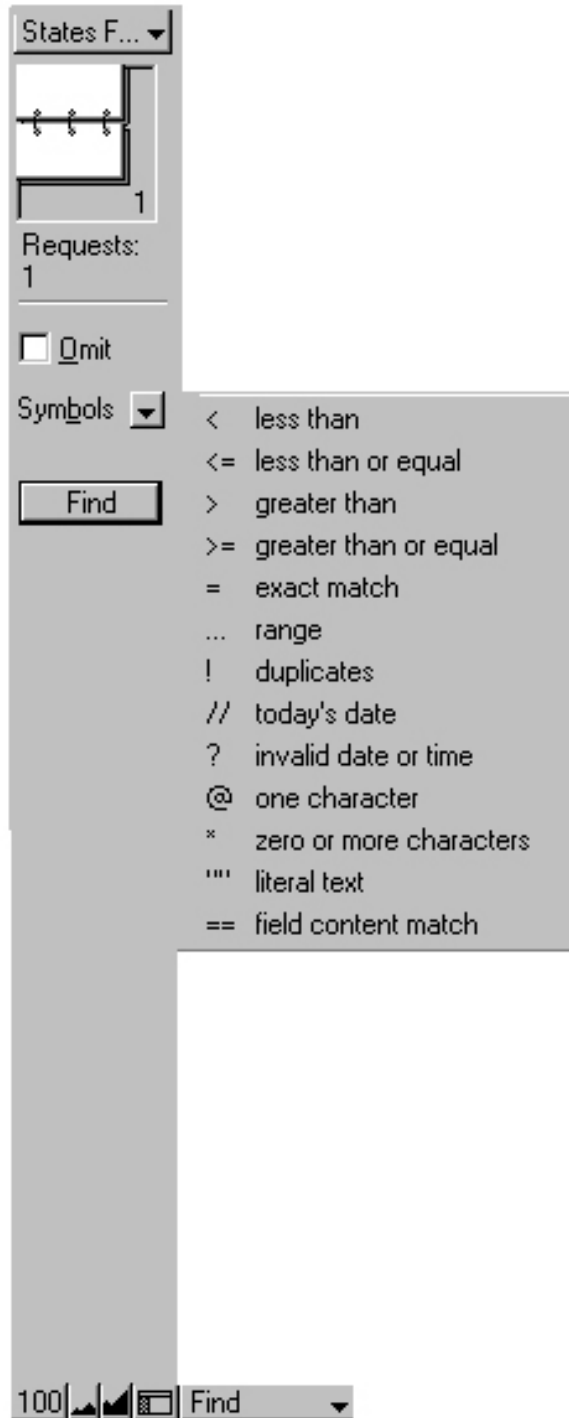 States F...
1
Requests:
1
Omit
Symbols
< less than
<= less than or equal
Find
> greater than
>= greater than or equal
= exact match
... range
! duplicates
// today's date
? invalid date or time
@ one character
* zero or more characters
"" literal text
== field content match
100 Find